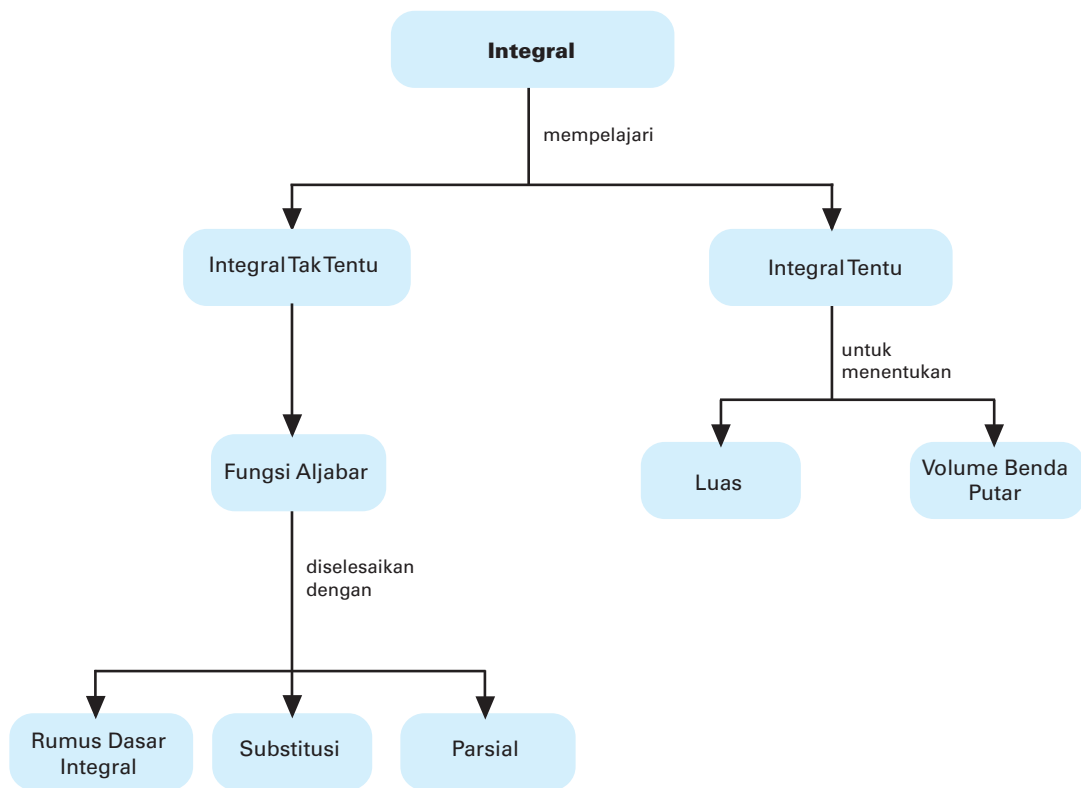 Integral
mempelajari
Integral Tak Tentu
Integral Tentu
untuk
menentukan
Fungsi Aljabar
Luas
Volume Benda
Putar
diselesaikan
dengan
Rumus Dasar
Integral
Substitusi
Parsial